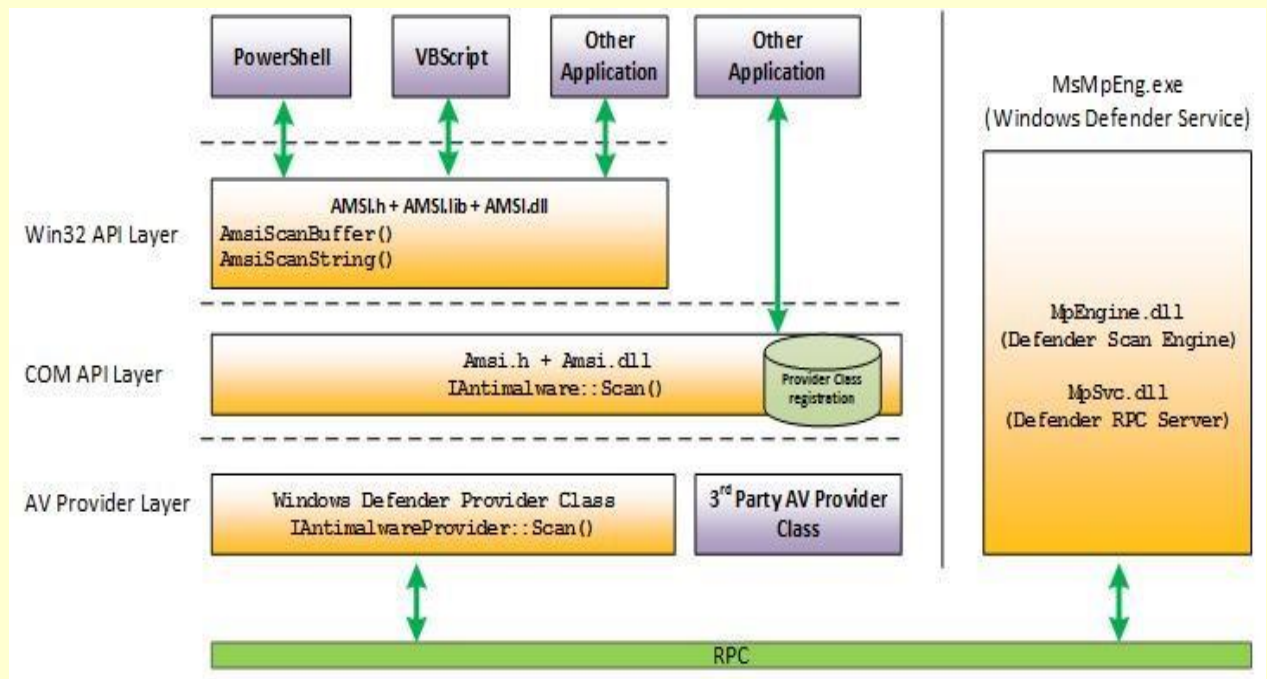 PowerShell
VBScript
Other
Application
Other
Application
MsMpEng.exe
(Windows Defender Service)
Win32 API Layer
AMSI.h + AMSI.lib + AMSI.dll
AmsiScanBuffer()
AmsiScanString()
COM API Layer
Amsi.h + Amsi.dll
IAntimalware::Scan()
Provider Class
registration
MpEngine.dll
(Defender Scan Engine)
MpSvc.dll
(Defender RPC Server)
AV Provider Layer
Windows Defender Provider Class
IAntimalwareProvider::Scan()
3rd Party AV Provider
Class
RPC